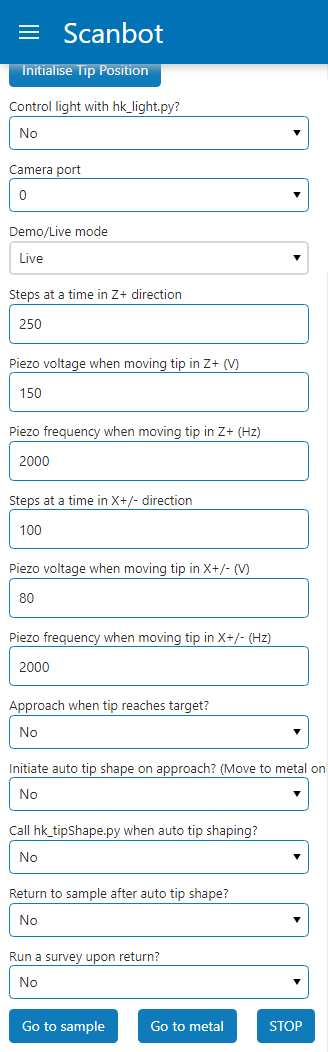 Scanbot
Initialise Tip Position
Control light with hk_light.py?
No
Camera port
0
Demo/Live mode
Live
Steps at a time in Z+ direction
250
Piezo voltage when moving tip in Z+ (V)
150
Piezo frequency when moving tip in Z+ (Hz)
2000
Steps at a time in X+/- direction
100
Piezo voltage when moving tip in X+/- (V)
80
Piezo frequency when moving tip in X+/- (Hz)
2000
Approach when tip reaches target?
No
Initiate auto tip shape on approach? (Move to metal on
No
Call hk_tipShape.py when auto tip shaping?
No
Return to sample after auto tip shape?
No
Run a survey upon return?
No
Go to sample Go to metal STOP